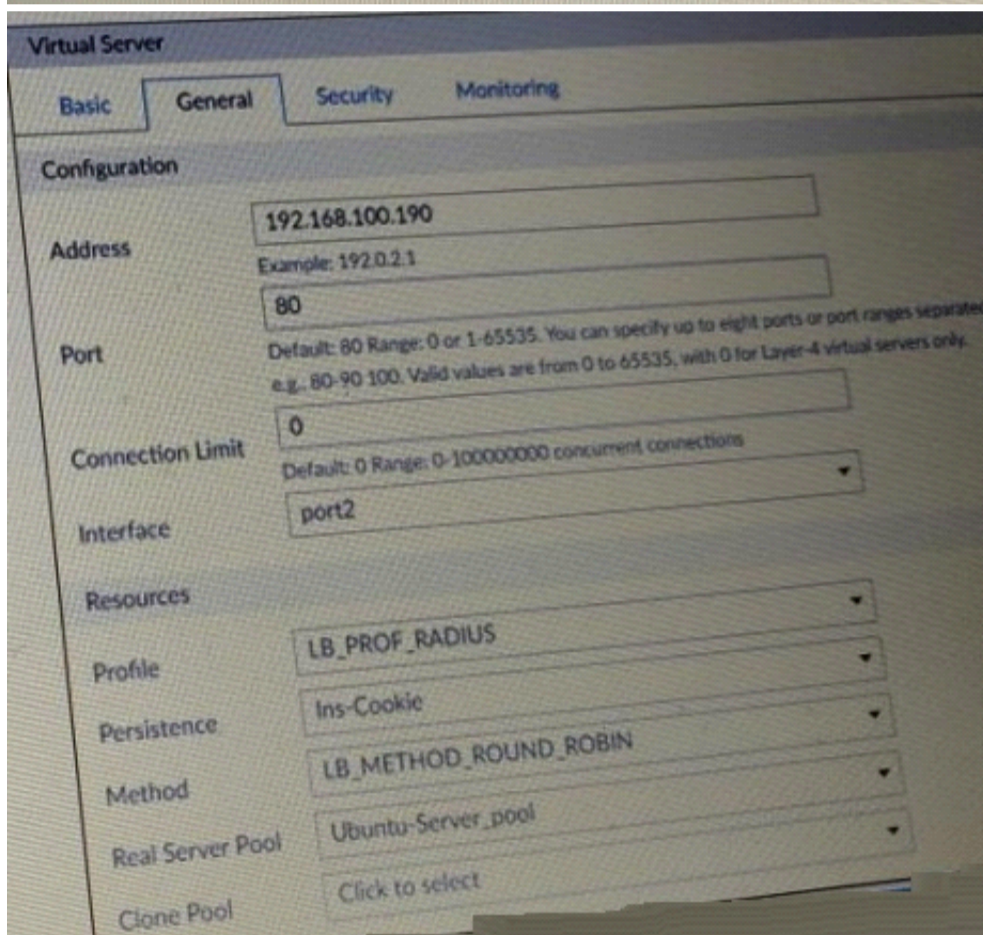 Virtual Server
Basic General Security Monitoring
Configuration
Address
192.168.100.190
Example: 192.0.2.1
Port
80
Default: 80 Range: 0 or 1-65535. You can specify up to eight ports or port ranges separated
e.g., 80-90 100. Valid values are from 0 to 65535, with 0 for Layer-4 virtual servers only.
Connection Limit
0
Default: 0 Range: 0-100000000 concurrent connections
Interface
port2
Resources
Profile
LB_PROF_RADIUS
Persistence
Ins-Cookie
Method
LB_METHOD_ROUND_ROBIN
Real Server Pool
Ubuntu-Server_pool
Clone Pool
Click to select